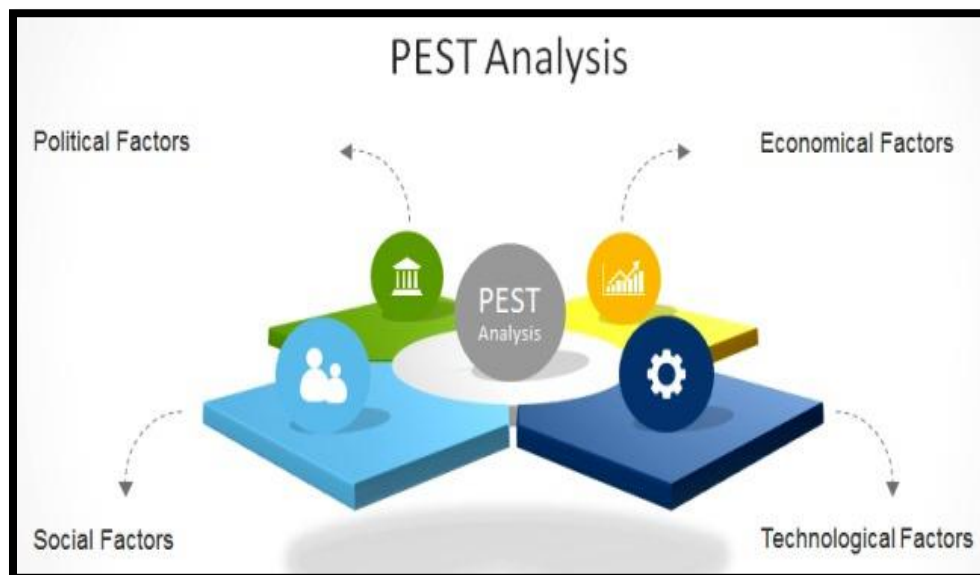 PEST Analysis
Political Factors
Economical Factors
PEST
Analysis
Social Factors
Technological Factors